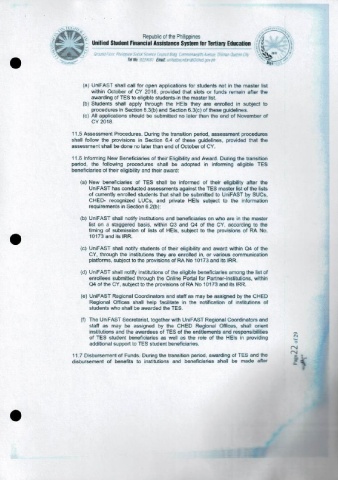 Republic of the Philippines
Unified Student Financial Assistance System for Tertiary Education
(a) UniFAST shall call for open applications for students not in the master list
within October of CY 2018, provided that slots or funds remain after the
awarding of TES to eligible students in the master list.
(b) Students apply through the HEIs they are enrolled in subject to
procedures in Section 6.3(b) and Section 6.3(c) of these guidelines.
(c) All applications should be submitted no later than the end of November of
CY 2018.
11.5 Assessment Procedures. During the transition period, assessment procedures
shall follow the provisions in Section 6.4 of these guidelines, provided that the
assessment shall be done no later than end of October of CY.
11.6 Informing New Beneficiaries of their Eligibility and Award. During the transition
period, the following procedures shall be adopted in informing eligible TES
beneficiaries of their eligibility and their award:
(a) New beneficiaries of TES shall be informed of their eligibility after the
UniFAST has conducted assessments against the TES master list of the lists
of currently enrolled students that shall be submitted to UniFAST by SUCs,
CHED- recognized LUCs, and private HEIs subject to the information
requirements in Section 6.2(b);
(b) UniFAST shall notify institutions and beneficiaries on who are in the master
list on a staggered basis, within Q3 and Q4 of the CY, according to the
timing of submission of lists of HEIs, subject to the provisions of RA No.
10173 and its IRR.
(c) UniFAST shall notify students of their eligibility and award within Q4 of the
CY, through the institutions they are enrolled in, or various communication
platforms, subject to the provisions of RA No 10173 and its IRR.
(d) UniFAST shall notify institutions of the eligible beneficiaries among the list of
enrollees submitted through the Online Portal for Partner-Institutions, within
Q4 of the CY, subject to the provisions of RA No 10173 and its IRR.
(e) UniFAST Regional Coordinators and staff as may be assigned by the CHED
Regional Offices shall help facilitate in the notification of institutions of
students who shall be awarded the TES.
(f) The UniFAST Secretariat, together with UniFAST Regional Coordinators and
staff as may be assigned by the CHED Regional Offices, shall orient
institutions and the awardees of TES of the entitlements and responsibilities
of TES student beneficiaries as well as the role of the HEIs in providing
additional support to TES student beneficiaries.
11.7 Disbursement of Funds. During the transition period, awarding of TES and the
disbursement of benefits to institutions and beneficiaries shall be made after
Page 22 of 29